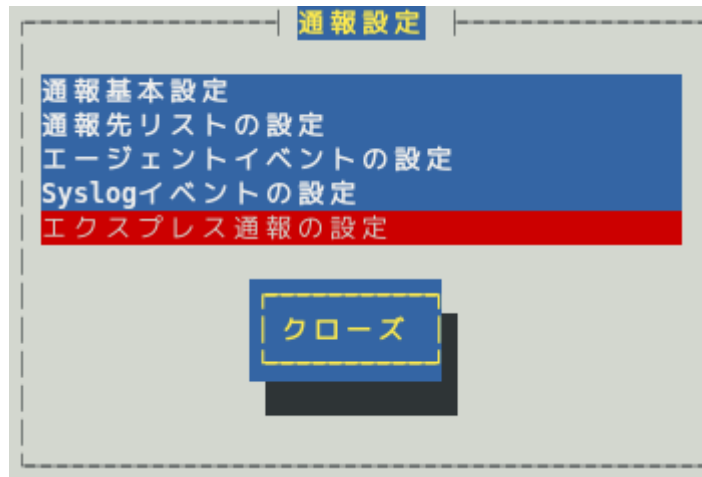 通報設定
通報基本設定
通報先リストの設定
エージェントイベントの設定
Syslogイベントの設定
エクスプレス通報の設定
クローズ